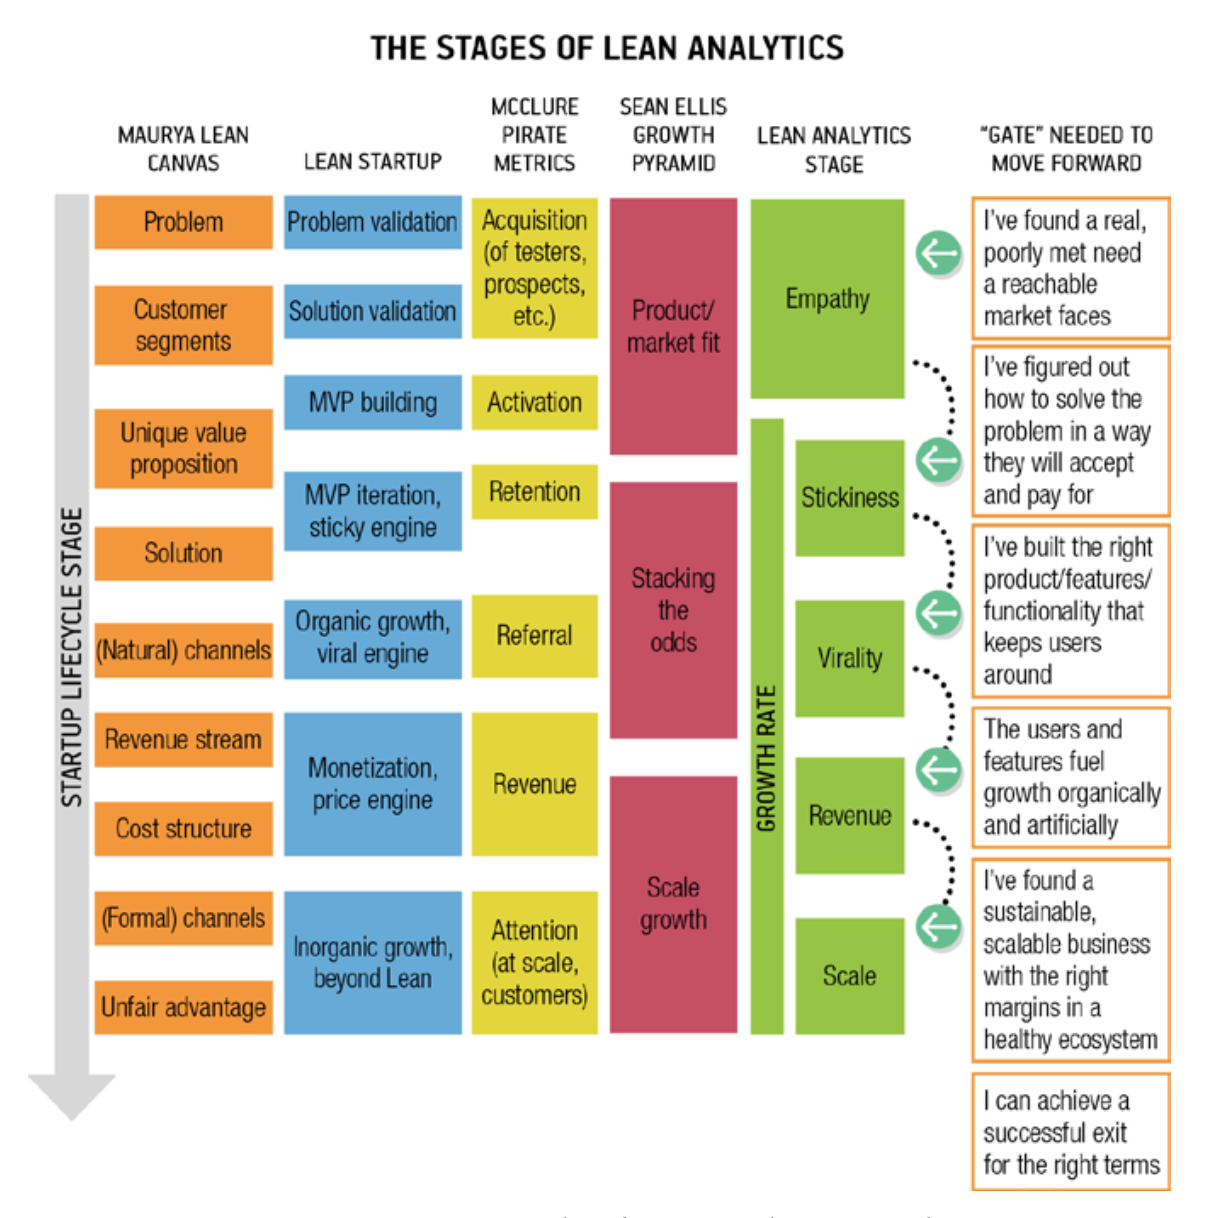 THE STAGES OF LEAN ANALYTICS
MAURYA LEAN
CANVAS
LEAN STARTUP
MCCLURE
PIRATE
METRICS
SEAN ELLIS
GROWTH
PYRAMID
LEAN ANALYTICS
STAGE
“GATE” NEEDED TO
MOVE FORWARD
STARTUP LIFECYCLE STAGE
Problem
Customer
segments
Unique value
proposition
Solution
(Natural) channels
Revenue stream
Cost structure
(Formal) channels
Unfair advantage
Problem validation
Solution validation
MVP building
MVP iteration,
sticky engine
Organic growth,
viral engine
Monetization,
price engine
Inorganic growth,
beyond Lean
Acquisition
(of testers,
prospects,
etc.)
Activation
Retention
Referral
Revenue
Attention
(at scale,
customers)
Product/
market fit
Stacking
the
odds
Scale
growth
Empathy
GROWTH RATE
Stickiness
Virality
Revenue
Scale
I’ve found a real,
poorly met need
a reachable
market faces
I’ve figured out
how to solve the
problem in a way
they will accept
and pay for
I’ve built the right
product/features/
functionality that
keeps users
around
The users and
features fuel
growth organically
and artificially
I’ve found a
sustainable,
scalable business
with the right
margins in a
healthy ecosystem
I can achieve a
successful exit
for the right terms